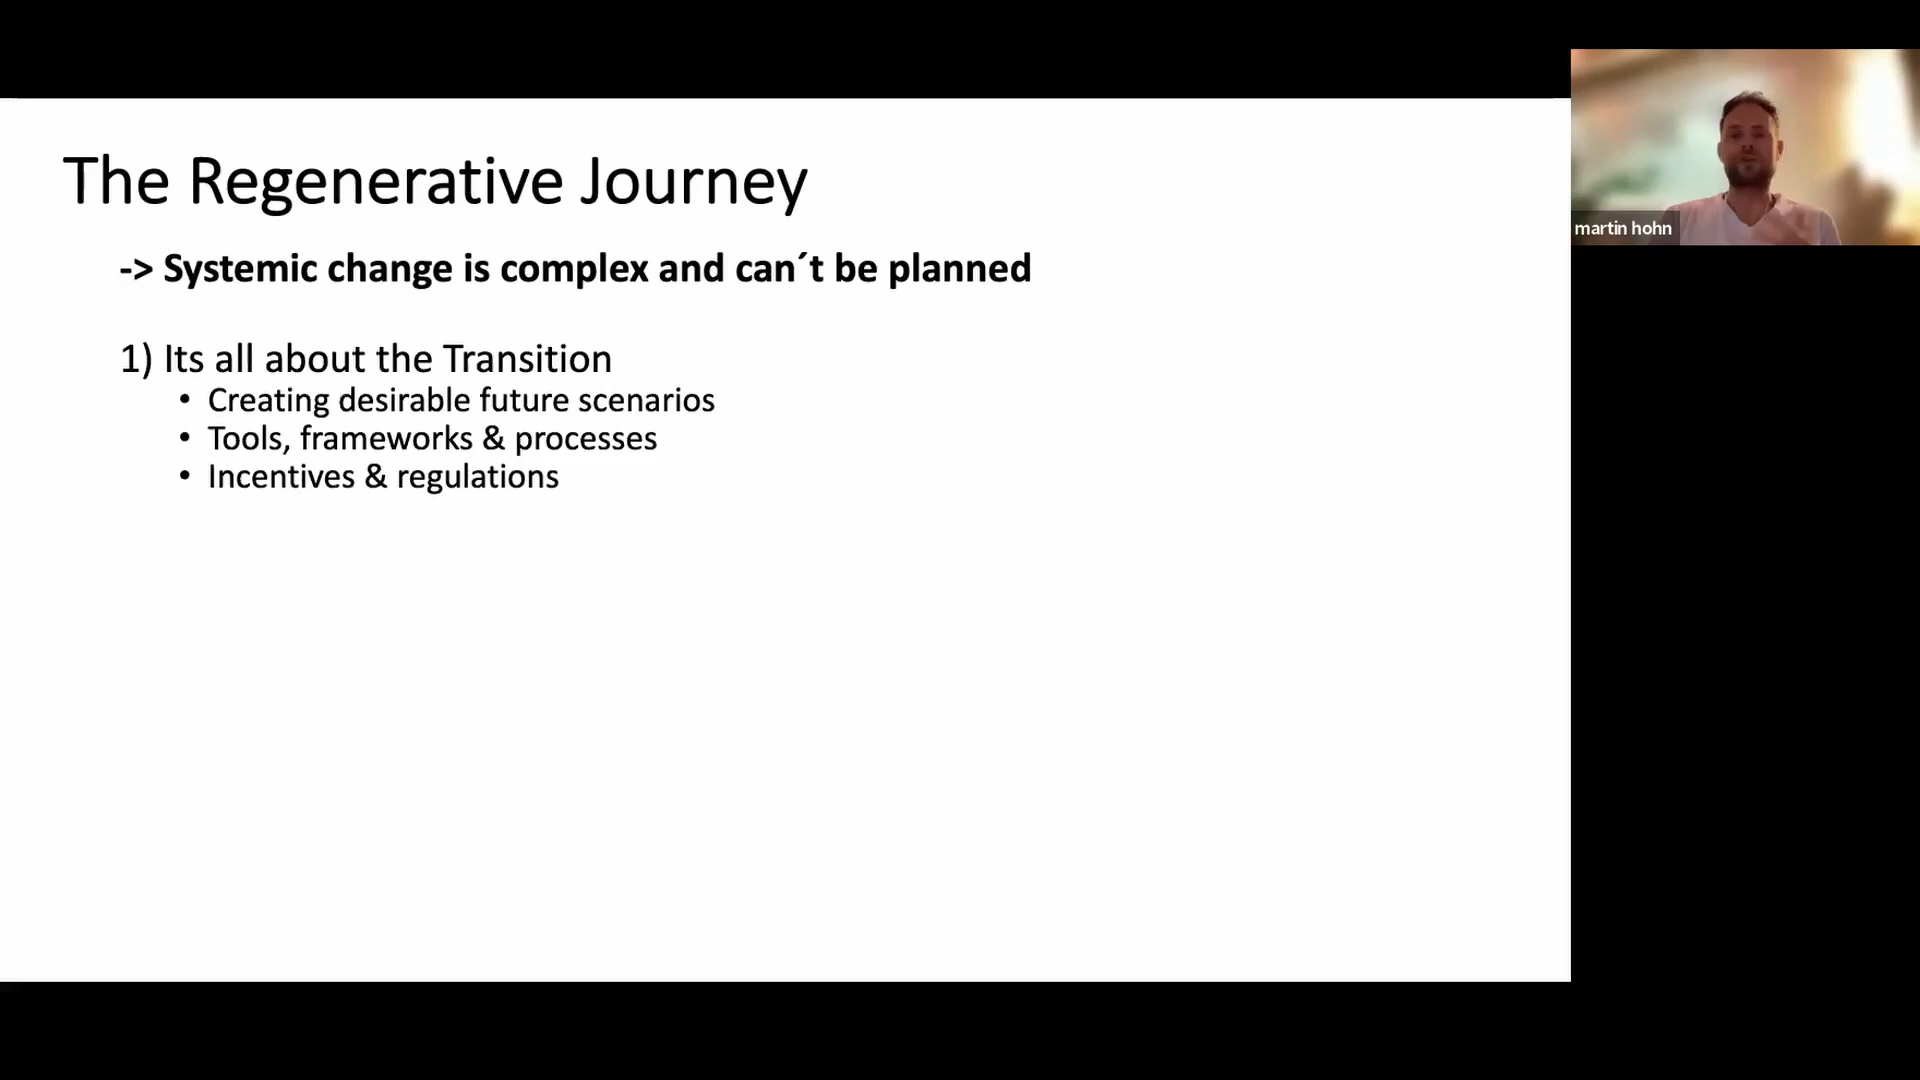 The Regenerative Journey
-> Systemic change is complex and can´t be planned
1) Its all about the Transition
• Creating desirable future scenarios
• Tools, frameworks & processes
• Incentives & regulations
martin hohn